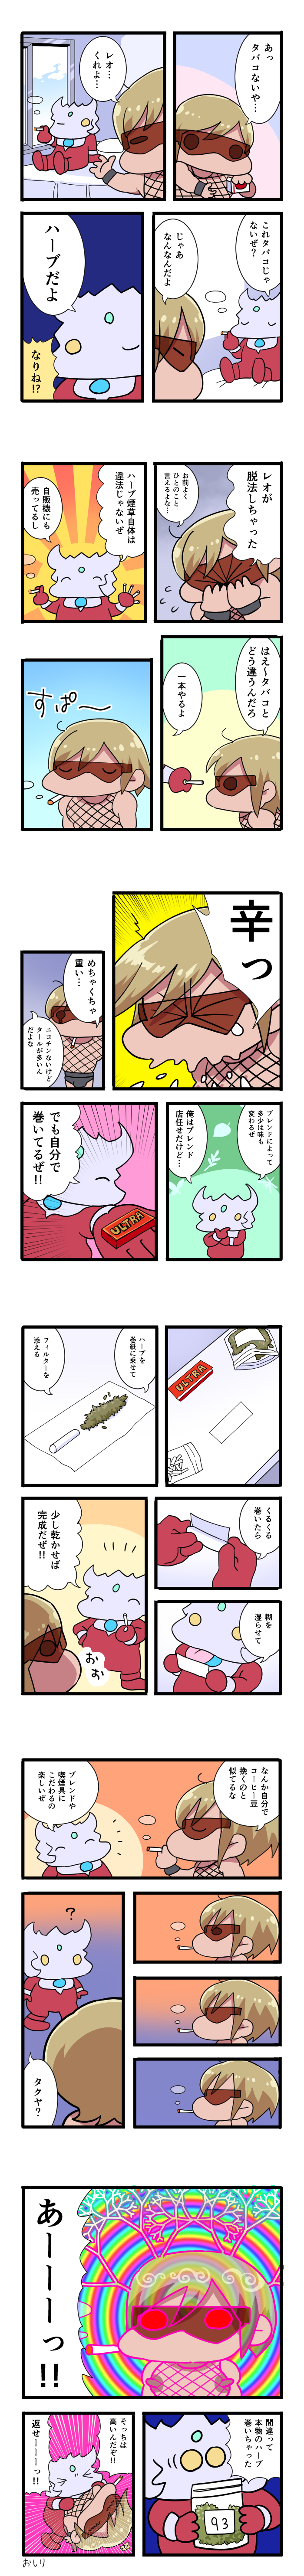 あっ
タバコないや…
レオ…
くれよ…
これタバコじゃ
ないぜ？
じゃあ
なんなんだよ
ハーブだよ
なりね!?
レオが
脱法しちゃった
お前よく
ひとのこと
言えるよな…
ハーブ煙草自体は
違法じゃないぜ
自販機にも
売ってるし
はえ〜タバコと
どう違うんだろ
一本やるよ
すぱ〜
辛っ
めちゃくちゃ
重い…
ニコチンないけど
タールが多いん
だよな
ブレンドによって
多少は味も
変わるぜ
俺はブレンド
店任せだけど…
でも自分で
巻いてるぜ!!
ULTRA
ULTRA
ハーブを
巻紙に乗せて
フィルターを
添える
くるくる
巻いたら
糊を
湿らせて
少し乾かせば
完成だぜ!!
おぉ
なんか自分で
コーヒー豆
挽くのと
似てるな
ブレンドや
喫煙具に
こだわるの
楽しいぜ
?
タクヤ？
あーーーっ!!
間違って
本物のハーブ
巻いちゃった
93
そっちは
高いんだぞ!!
返せーーーっ!!
おしり